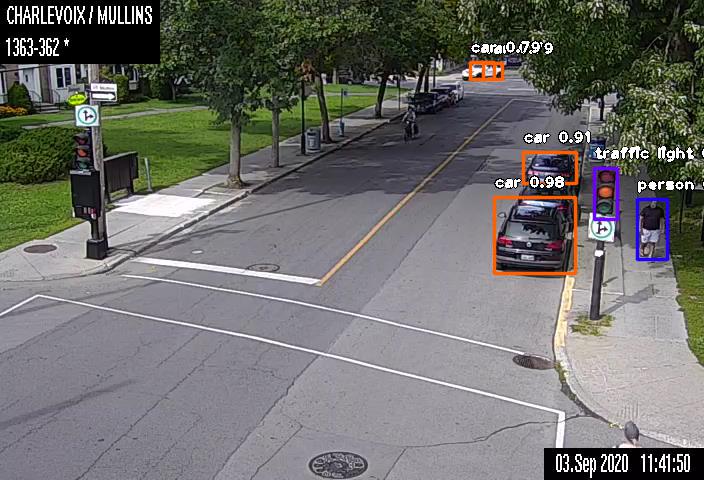 CHARLEVOIX / MULLINS
1363-362 *
car 0.91
traffic light
car 0.98
person
03.Sep 2020 11:41:50